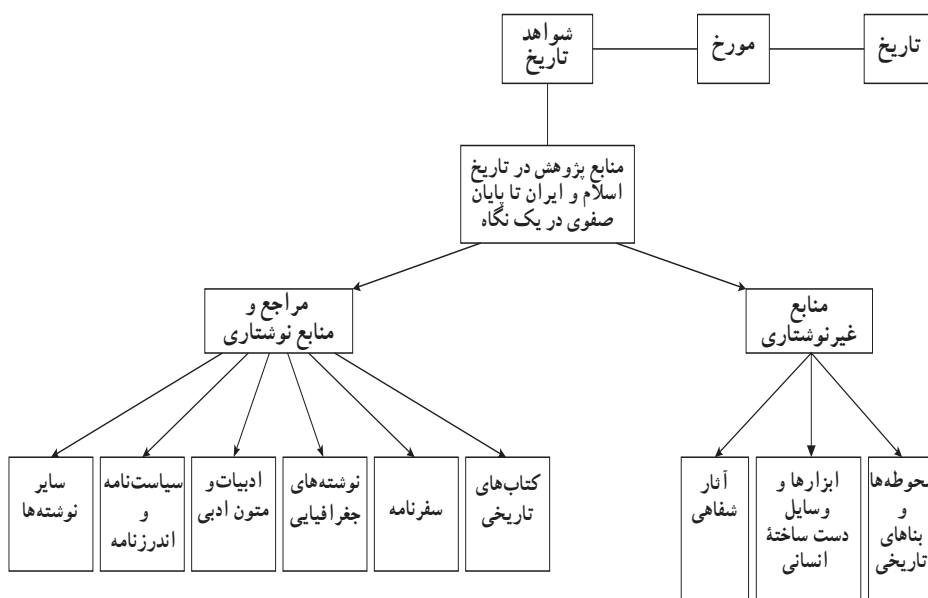 تاریخ
مورخ
شواهد
تاریخ
منابع پژوهش در تاریخ
اسلام و ایران تا پایان
صفوی در یک نگاه
منابع
غیرنوشتاری
مراجع و
منابع نوشتاری
محوطه‌ها
و
بناهای
تاریخی
ابزارها و
وسایل
دست ساختهٔ
انسانی
آثار
شفاهی
کتاب‌های
تاریخی
سفرنامه
نوشته‌های
جغرافیایی
ادبیات و
متون ادبی
سیاست‌نامه
و
اندرزنامه
سایر
نوشته‌ها